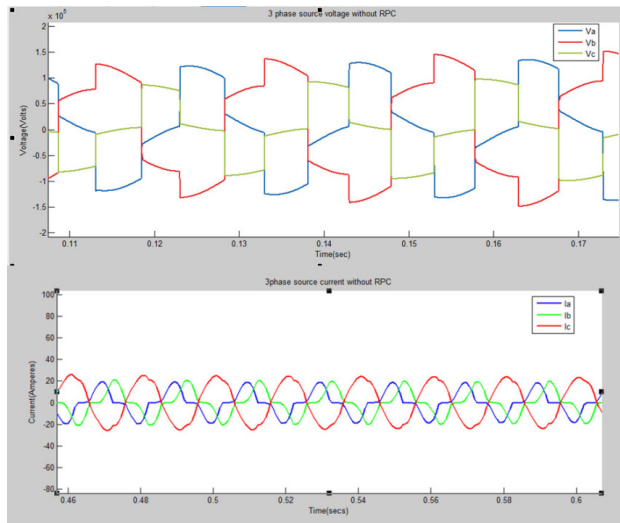 3 phase source voltage without RPC
x 10^5
Va
Vb
Vc
Voltage(Volts)
2
1.5
1
0.5
0
-0.5
-1
-1.5
-2
0.11
0.12
0.13
0.14
0.15
0.16
0.17
Time(sec)
3phase source current without RPC
Ia
Ib
Ic
Current(Amperes)
100
80
60
40
20
0
-20
-40
-60
-80
0.46
0.48
0.5
0.52
0.54
0.56
0.58
0.6
Time(secs)